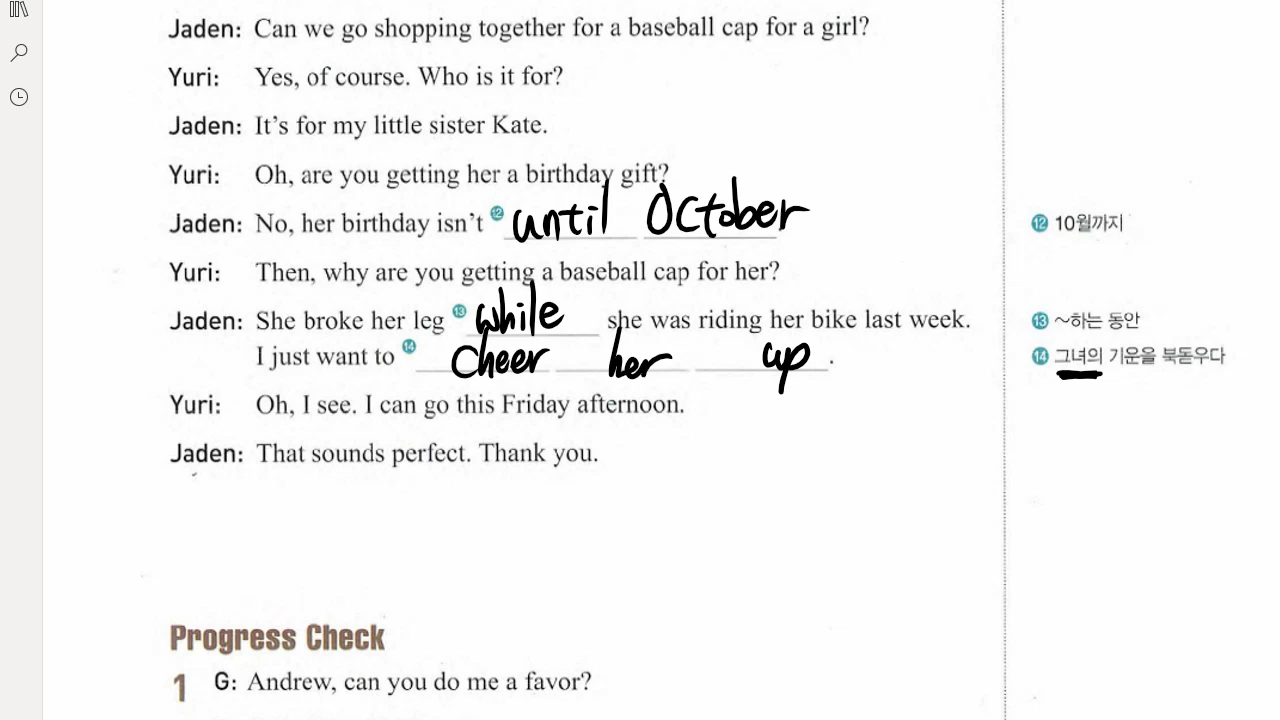 Jaden: Can we go shopping together for a baseball cap for a girl?
Yuri: Yes, of course. Who is it for?
Jaden: It's for my little sister Kate.
Yuri: Oh, are you getting her a birthday gift?
Jaden: No, her birthday isn't ⑫ until October
⑫ 10월까지
Yuri: Then, why are you getting a baseball cap for her?
Jaden: She broke her leg ⑬ while she was riding her bike last week.
⑬ ~하는 동안
I just want to ⑭ cheer her up.
⑭ 그녀의 기운을 북돋우다
Yuri: Oh, I see. I can go this Friday afternoon.
Jaden: That sounds perfect. Thank you.
Progress Check
1 G: Andrew, can you do me a favor?